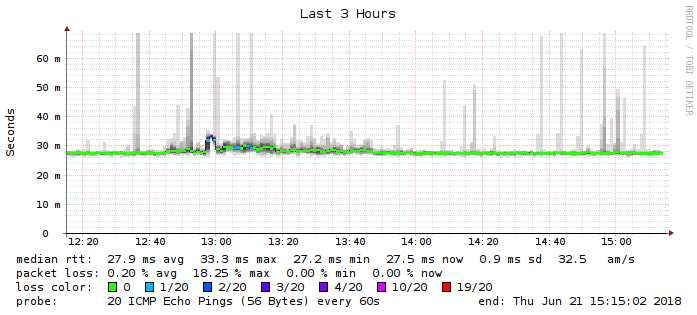 Last 3 Hours
RRDTOOL / TOBI OETIKER
Seconds
60 m
50 m
40 m
30 m
20 m
10 m
0
12:20 12:40 13:00 13:20 13:40 14:00 14:20 14:40 15:00
median rtt: 27.9 ms avg 33.3 ms max 27.2 ms min 27.5 ms now 0.9 ms sd 32.5 am/s
packet loss: 0.20 % avg 18.25 % max 0.00 % min 0.00 % now
loss color: 0 1/20 2/20 3/20 4/20 10/20 19/20
probe: 20 ICMP Echo Pings (56 Bytes) every 60s end: Thu Jun 21 15:15:02 2018